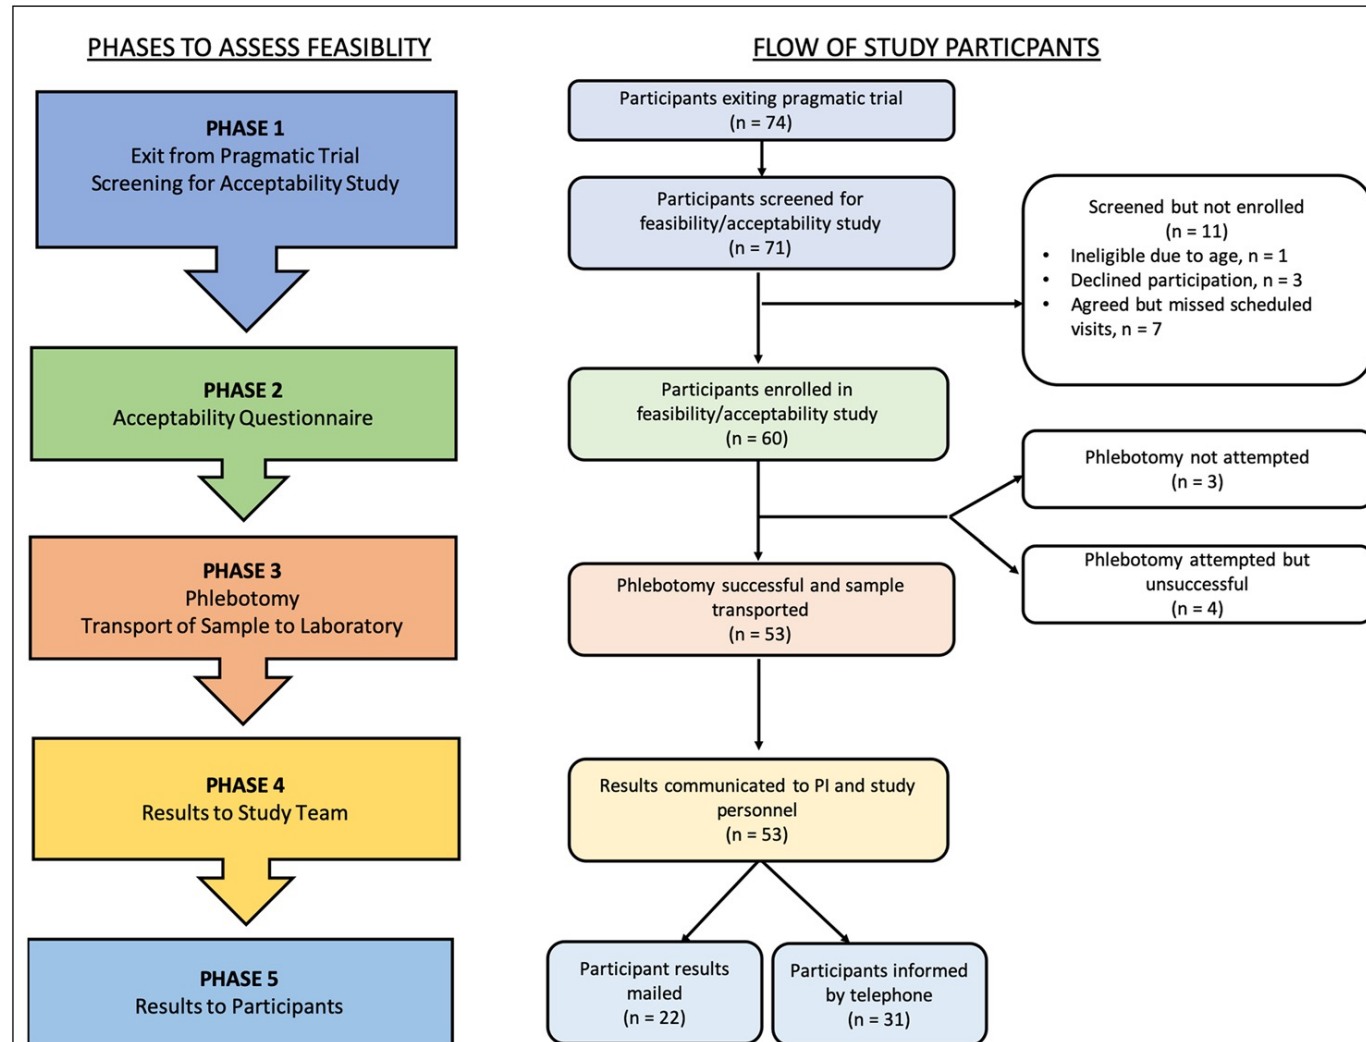 PHASES TO ASSESS FEASIBLITY
PHASE 1
Exit from Pragmatic Trial
Screening for Acceptability Study
PHASE 2
Acceptability Questionnaire
PHASE 3
Phlebotomy
Transport of Sample to Laboratory
PHASE 4
Results to Study Team
PHASE 5
Results to Participants
FLOW OF STUDY PARTICPANTS
Participants exiting pragmatic trial
(n = 74)
Participants screened for
feasibility/acceptability study
(n = 71)
Screened but not enrolled
(n = 11)
• Ineligible due to age, n = 1
• Declined participation, n = 3
• Agreed but missed scheduled
visits, n = 7
Participants enrolled in
feasibility/acceptability study
(n = 60)
Phlebotomy not attempted
(n = 3)
Phlebotomy attempted but
unsuccessful
(n = 4)
Phlebotomy successful and sample
transported
(n = 53)
Results communicated to PI and study
personnel
(n = 53)
Participant results
mailed
(n = 22)
Participants informed
by telephone
(n = 31)